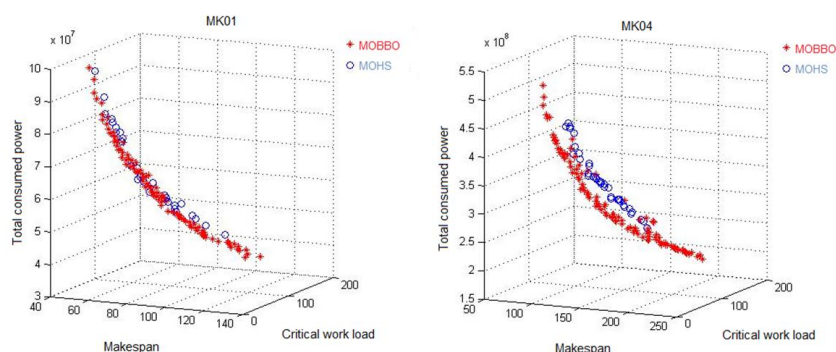 MK01
x 10^7
MOBBO
MOHS
10
9
8
7
6
5
4
3
Total consumed power
40
60
80
100
120
140
Makespan
0
100
200
Critical work load
MK04
x 10^8
MOBBO
MOHS
5.5
5
4.5
4
3.5
3
2.5
2
1.5
Total consumed power
50
100
150
200
250
Makespan
0
100
200
Critical work load